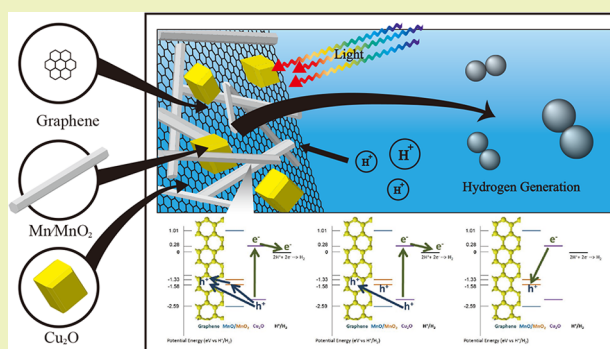 Graphene
Mn/MnO₂
Cu₂O
Light
H⁺
H⁺
H⁺
Hydrogen Generation
1.01
0.28
0
-1.33
-1.58
-2.59
e⁻
e⁻
2H⁺+ 2e⁻ → H₂
h⁺
h⁺
Graphene MnO/MnO₂ Cu₂O H⁺/H₂
Potential Energy (eV vs H⁺/H₂)
1.01
0.28
0
-1.33
-1.58
-2.59
e⁻
e⁻
2H⁺+ 2e⁻ → H₂
h⁺
h⁺
Graphene MnO/MnO₂ Cu₂O H⁺/H₂
Potential Energy (eV vs H⁺/H₂)
1.01
0.28
0
-1.33
-1.58
-2.59
e⁻
2H⁺+ 2e⁻ → H₂
h⁺
Graphene MnO/MnO₂ Cu₂O H⁺/H₂
Potential Energy (eV vs H⁺/H₂)